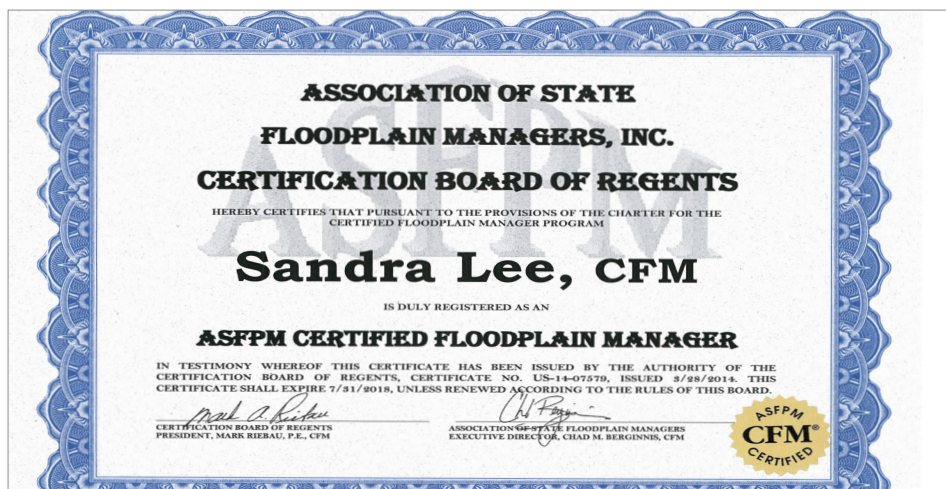 ASSOCIATION OF STATE
FLOODPLAIN MANAGERS, INC.
CERTIFICATION BOARD OF REGENTS
HEREBY CERTIFIES THAT PURSUANT TO THE PROVISIONS OF THE CHARTER FOR THE
CERTIFIED FLOODPLAIN MANAGER PROGRAM
Sandra Lee, CFM
IS DULY REGISTERED AS AN
ASFPM CERTIFIED FLOODPLAIN MANAGER
IN TESTIMONY WHEREOF THIS CERTIFICATE HAS BEEN ISSUED BY THE AUTHORITY OF THE
CERTIFICATION BOARD OF REGENTS, CERTIFICATE NO. US-14-07579, ISSUED 3/28/2014. THIS
CERTIFICATE SHALL EXPIRE 7/31/2018, UNLESS RENEWED ACCORDING TO THE RULES OF THIS BOARD.
Mark A. Riebau
CERTIFICATION BOARD OF REGENTS
PRESIDENT, MARK RIEBAU, P.E., CFM
ASSOCIATION OF STATE FLOODPLAIN MANAGERS
EXECUTIVE DIRECTOR, CHAD M. BERGINNIS, CFM
ASFPM
CFM®
CERTIFIED
ASFPM